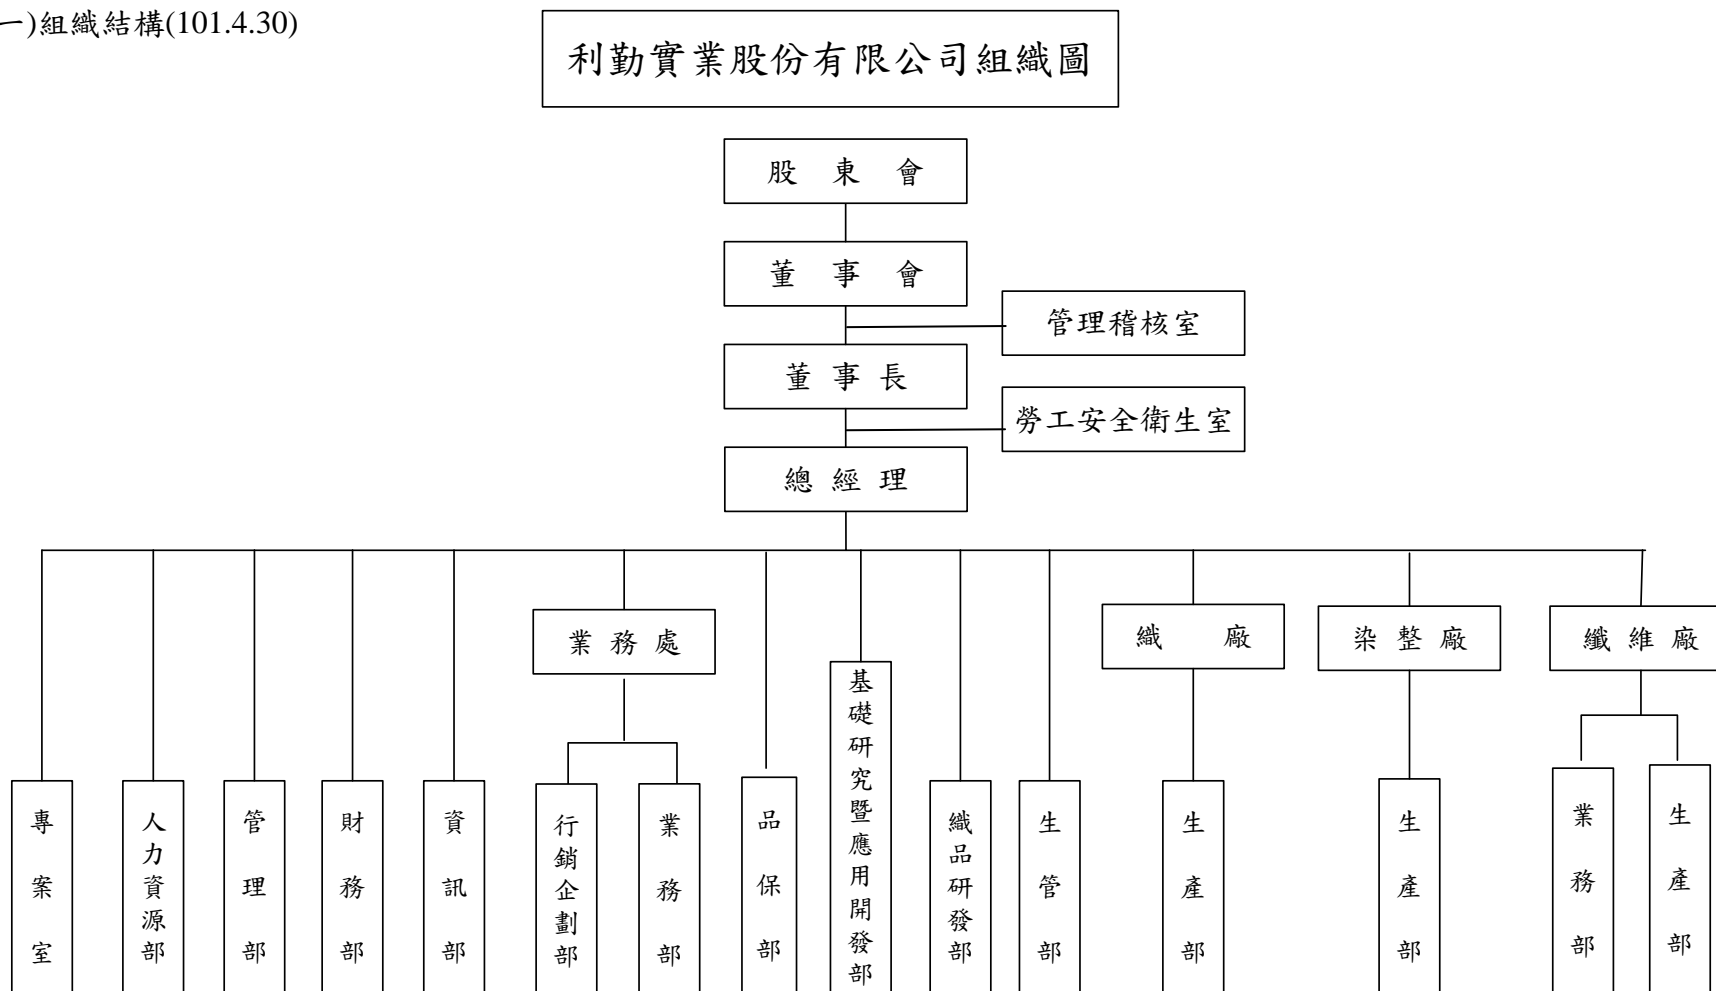 一)組織結構(101.4.30)
利勤實業股份有限公司組織圖
股東會
董事會
管理稽核室
董事長
勞工安全衛生室
總經理
業務處
織廠
染整廠
纖維廠
專案室
人力資源部
管理部
財務部
資訊部
行銷企劃部
業務部
品保部
基礎研究暨應用開發部
織品研發部
生管部
生產部
生產部
業務部
生產部